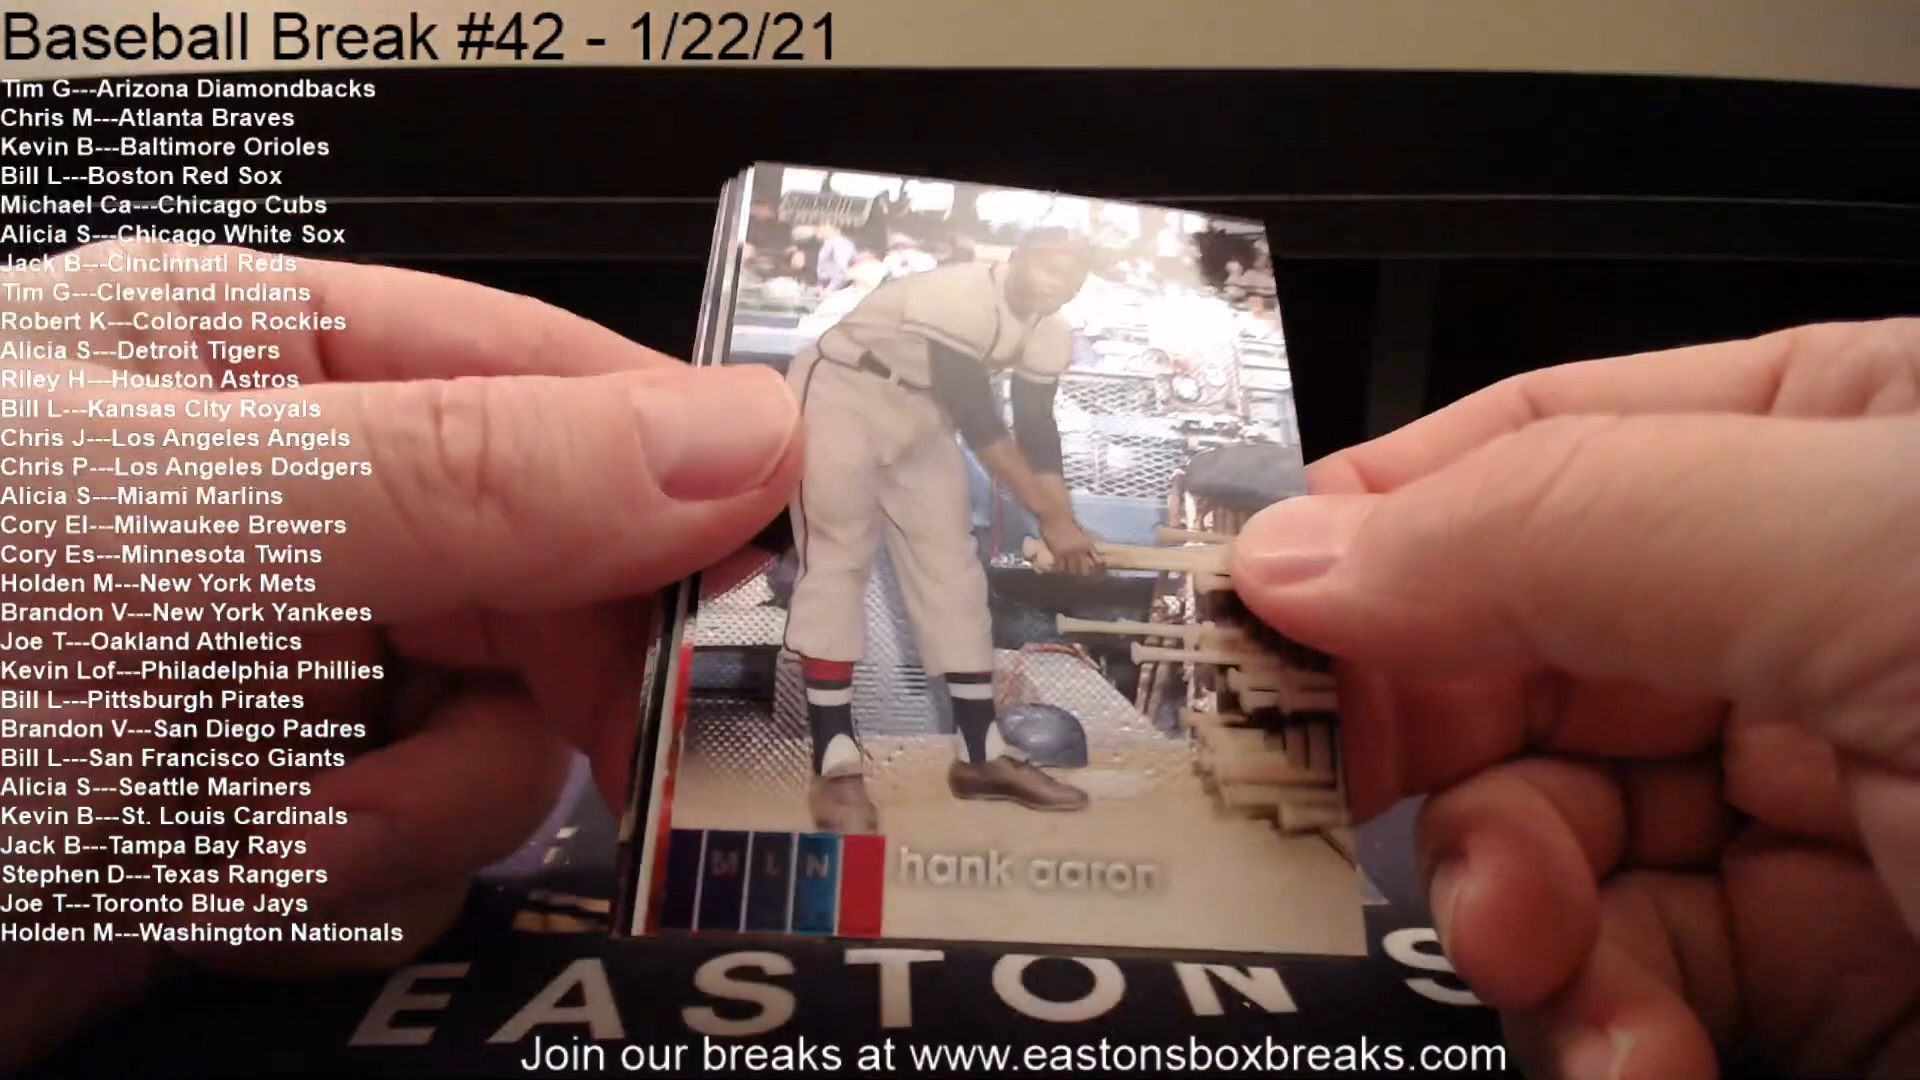 Baseball Break #42 - 1/22/21
Tim G---Arizona Diamondbacks
Chris M---Atlanta Braves
Kevin B---Baltimore Orioles
Bill L---Boston Red Sox
Michael Ca---Chicago Cubs
Alicia S---Chicago White Sox
Jack B---Cincinnati Reds
Tim G---Cleveland Indians
Robert K---Colorado Rockies
Alicia S---Detroit Tigers
Riley H---Houston Astros
Bill L---Kansas City Royals
Chris J---Los Angeles Angels
Chris P---Los Angeles Dodgers
Alicia S---Miami Marlins
Cory El---Milwaukee Brewers
Cory Es---Minnesota Twins
Holden M---New York Mets
Brandon V---New York Yankees
Joe T---Oakland Athletics
Kevin Lof---Philadelphia Phillies
Bill L---Pittsburgh Pirates
Brandon V---San Diego Padres
Bill L---San Francisco Giants
Alicia S---Seattle Mariners
Kevin B---St. Louis Cardinals
Jack B---Tampa Bay Rays
Stephen D---Texas Rangers
Joe T---Toronto Blue Jays
Holden M---Washington Nationals
MLN hank aaron
EASTON S
Join our breaks at www.eastonsboxbreaks.com